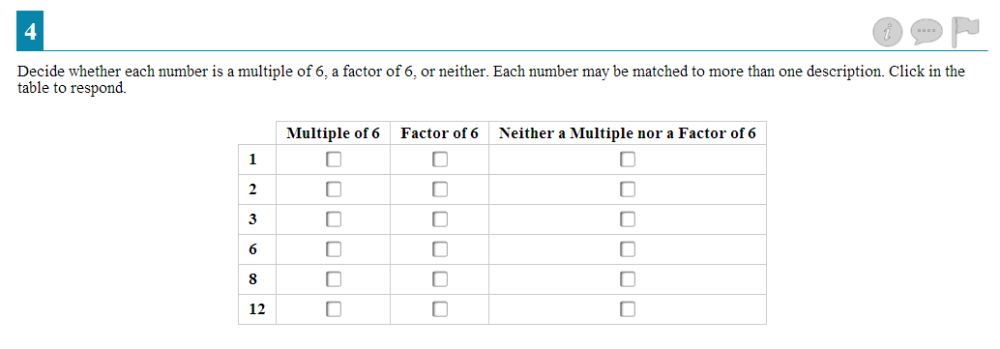 4
Decide whether each number is a multiple of 6, a factor of 6, or neither. Each number may be matched to more than one description. Click in the
table to respond.
Multiple of 6 Factor of 6 Neither a Multiple nor a Factor of 6
1
2
3
6
8
12